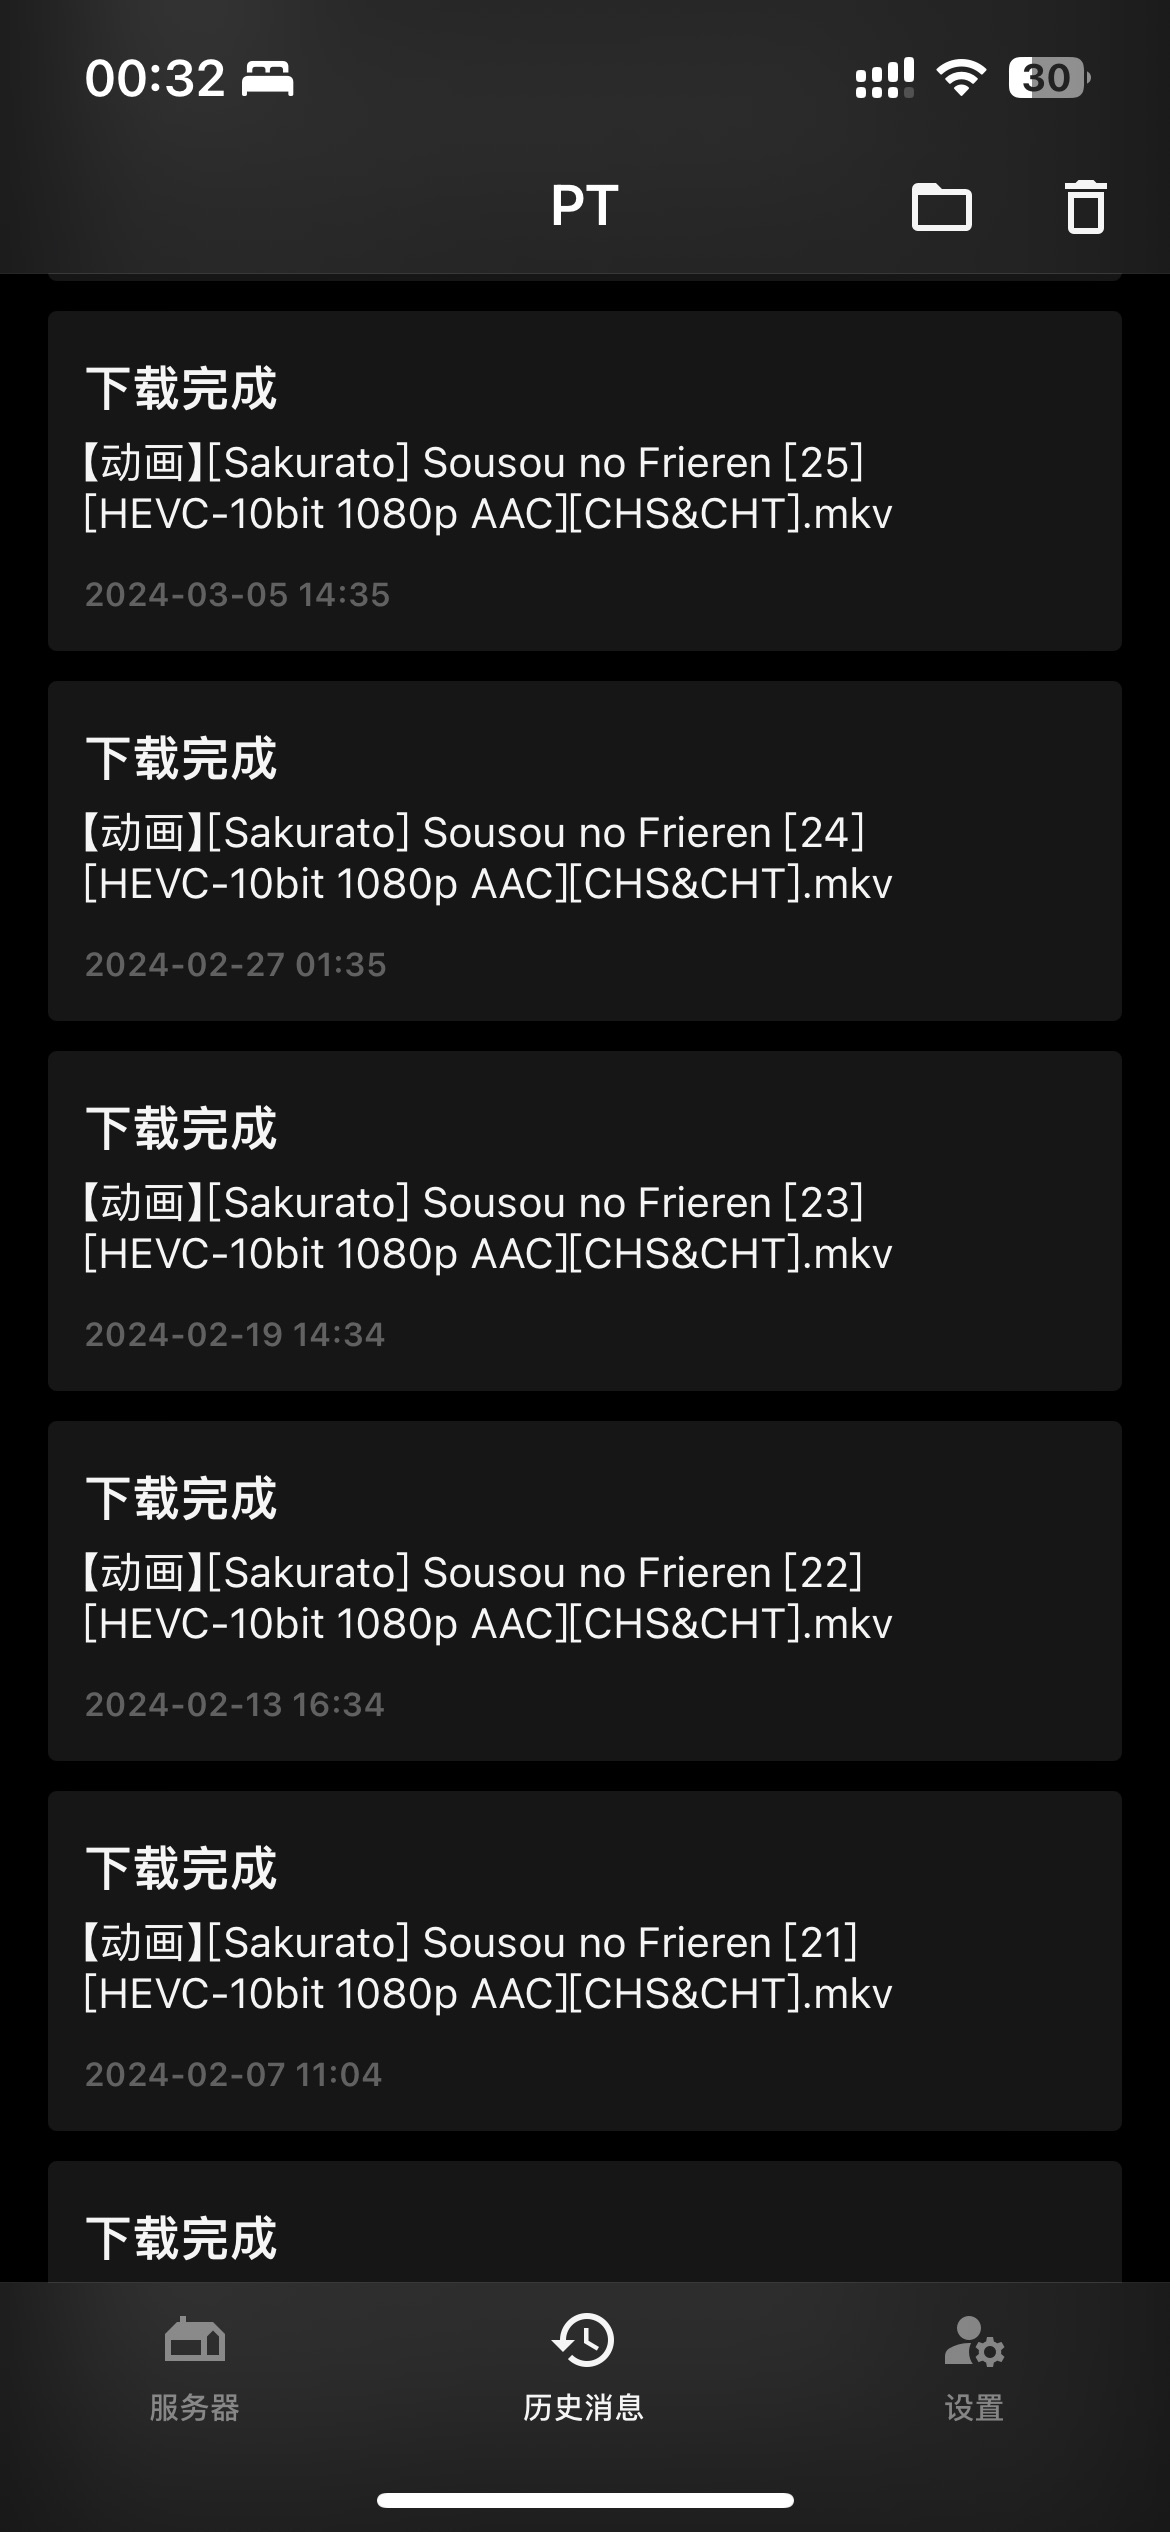 00:32
30
PT
下载完成
【动画】[Sakurato] Sousou no Frieren [25]
[HEVC-10bit 1080p AAC][CHS&CHT].mkv
2024-03-05 14:35
下载完成
【动画】[Sakurato] Sousou no Frieren [24]
[HEVC-10bit 1080p AAC][CHS&CHT].mkv
2024-02-27 01:35
下载完成
【动画】[Sakurato] Sousou no Frieren [23]
[HEVC-10bit 1080p AAC][CHS&CHT].mkv
2024-02-19 14:34
下载完成
【动画】[Sakurato] Sousou no Frieren [22]
[HEVC-10bit 1080p AAC][CHS&CHT].mkv
2024-02-13 16:34
下载完成
【动画】[Sakurato] Sousou no Frieren [21]
[HEVC-10bit 1080p AAC][CHS&CHT].mkv
2024-02-07 11:04
下载完成
服务器 历史消息 设置